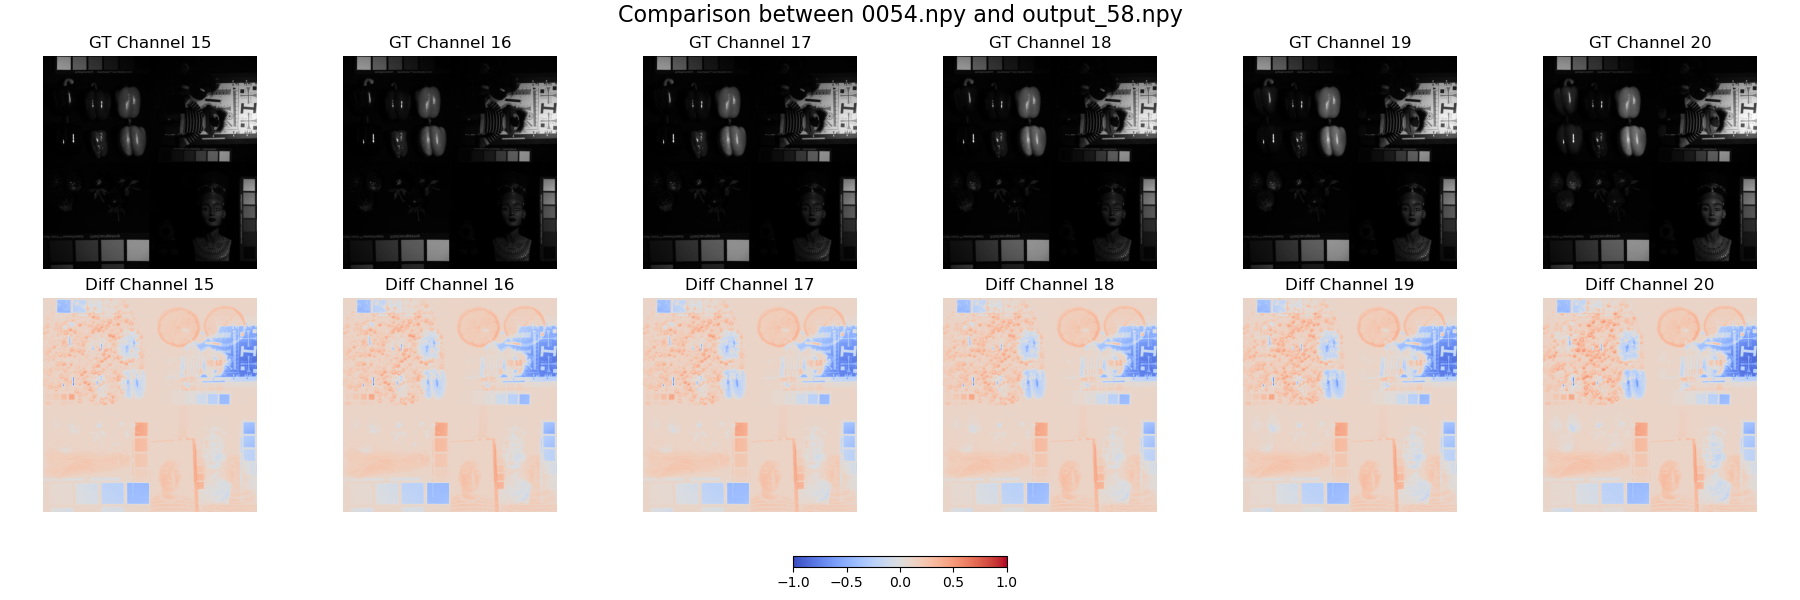 Comparison between 0054.npy and output_58.npy
GT Channel 15 GT Channel 16 GT Channel 17 GT Channel 18 GT Channel 19 GT Channel 20
Diff Channel 15 Diff Channel 16 Diff Channel 17 Diff Channel 18 Diff Channel 19 Diff Channel 20
−1.0 −0.5 0.0 0.5 1.0